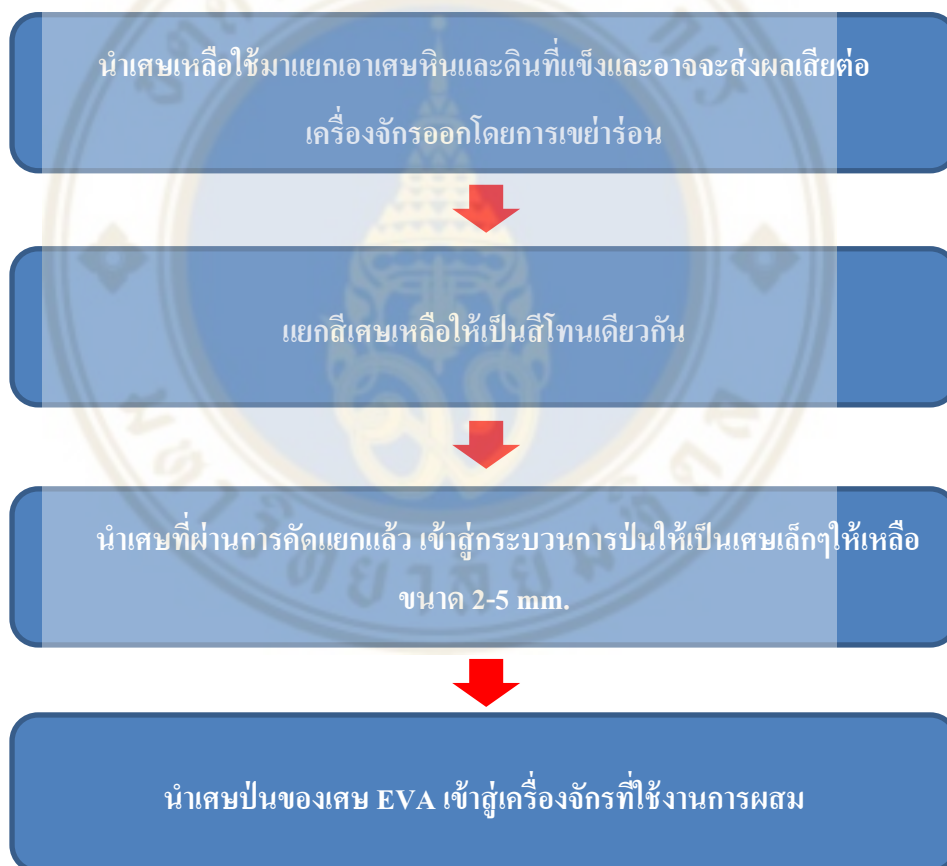 นำเศษเหลือใช้มาแยกเอาเศษหินและดินที่แข็งและอาจจะส่งผลเสียต่อ
เครื่องจักรออกโดยการเขย่าร่อน
แยกสีเศษเหลือให้เป็นสีโทนเดียวกัน
นำเศษที่ผ่านการคัดแยกแล้ว เข้าสู่กระบวนการป่นให้เป็นเศษเล็กๆให้เหลือ
ขนาด 2-5 mm.
นำเศษป่นของเศษ EVA เข้าสู่เครื่องจักรที่ใช้งานการผสม